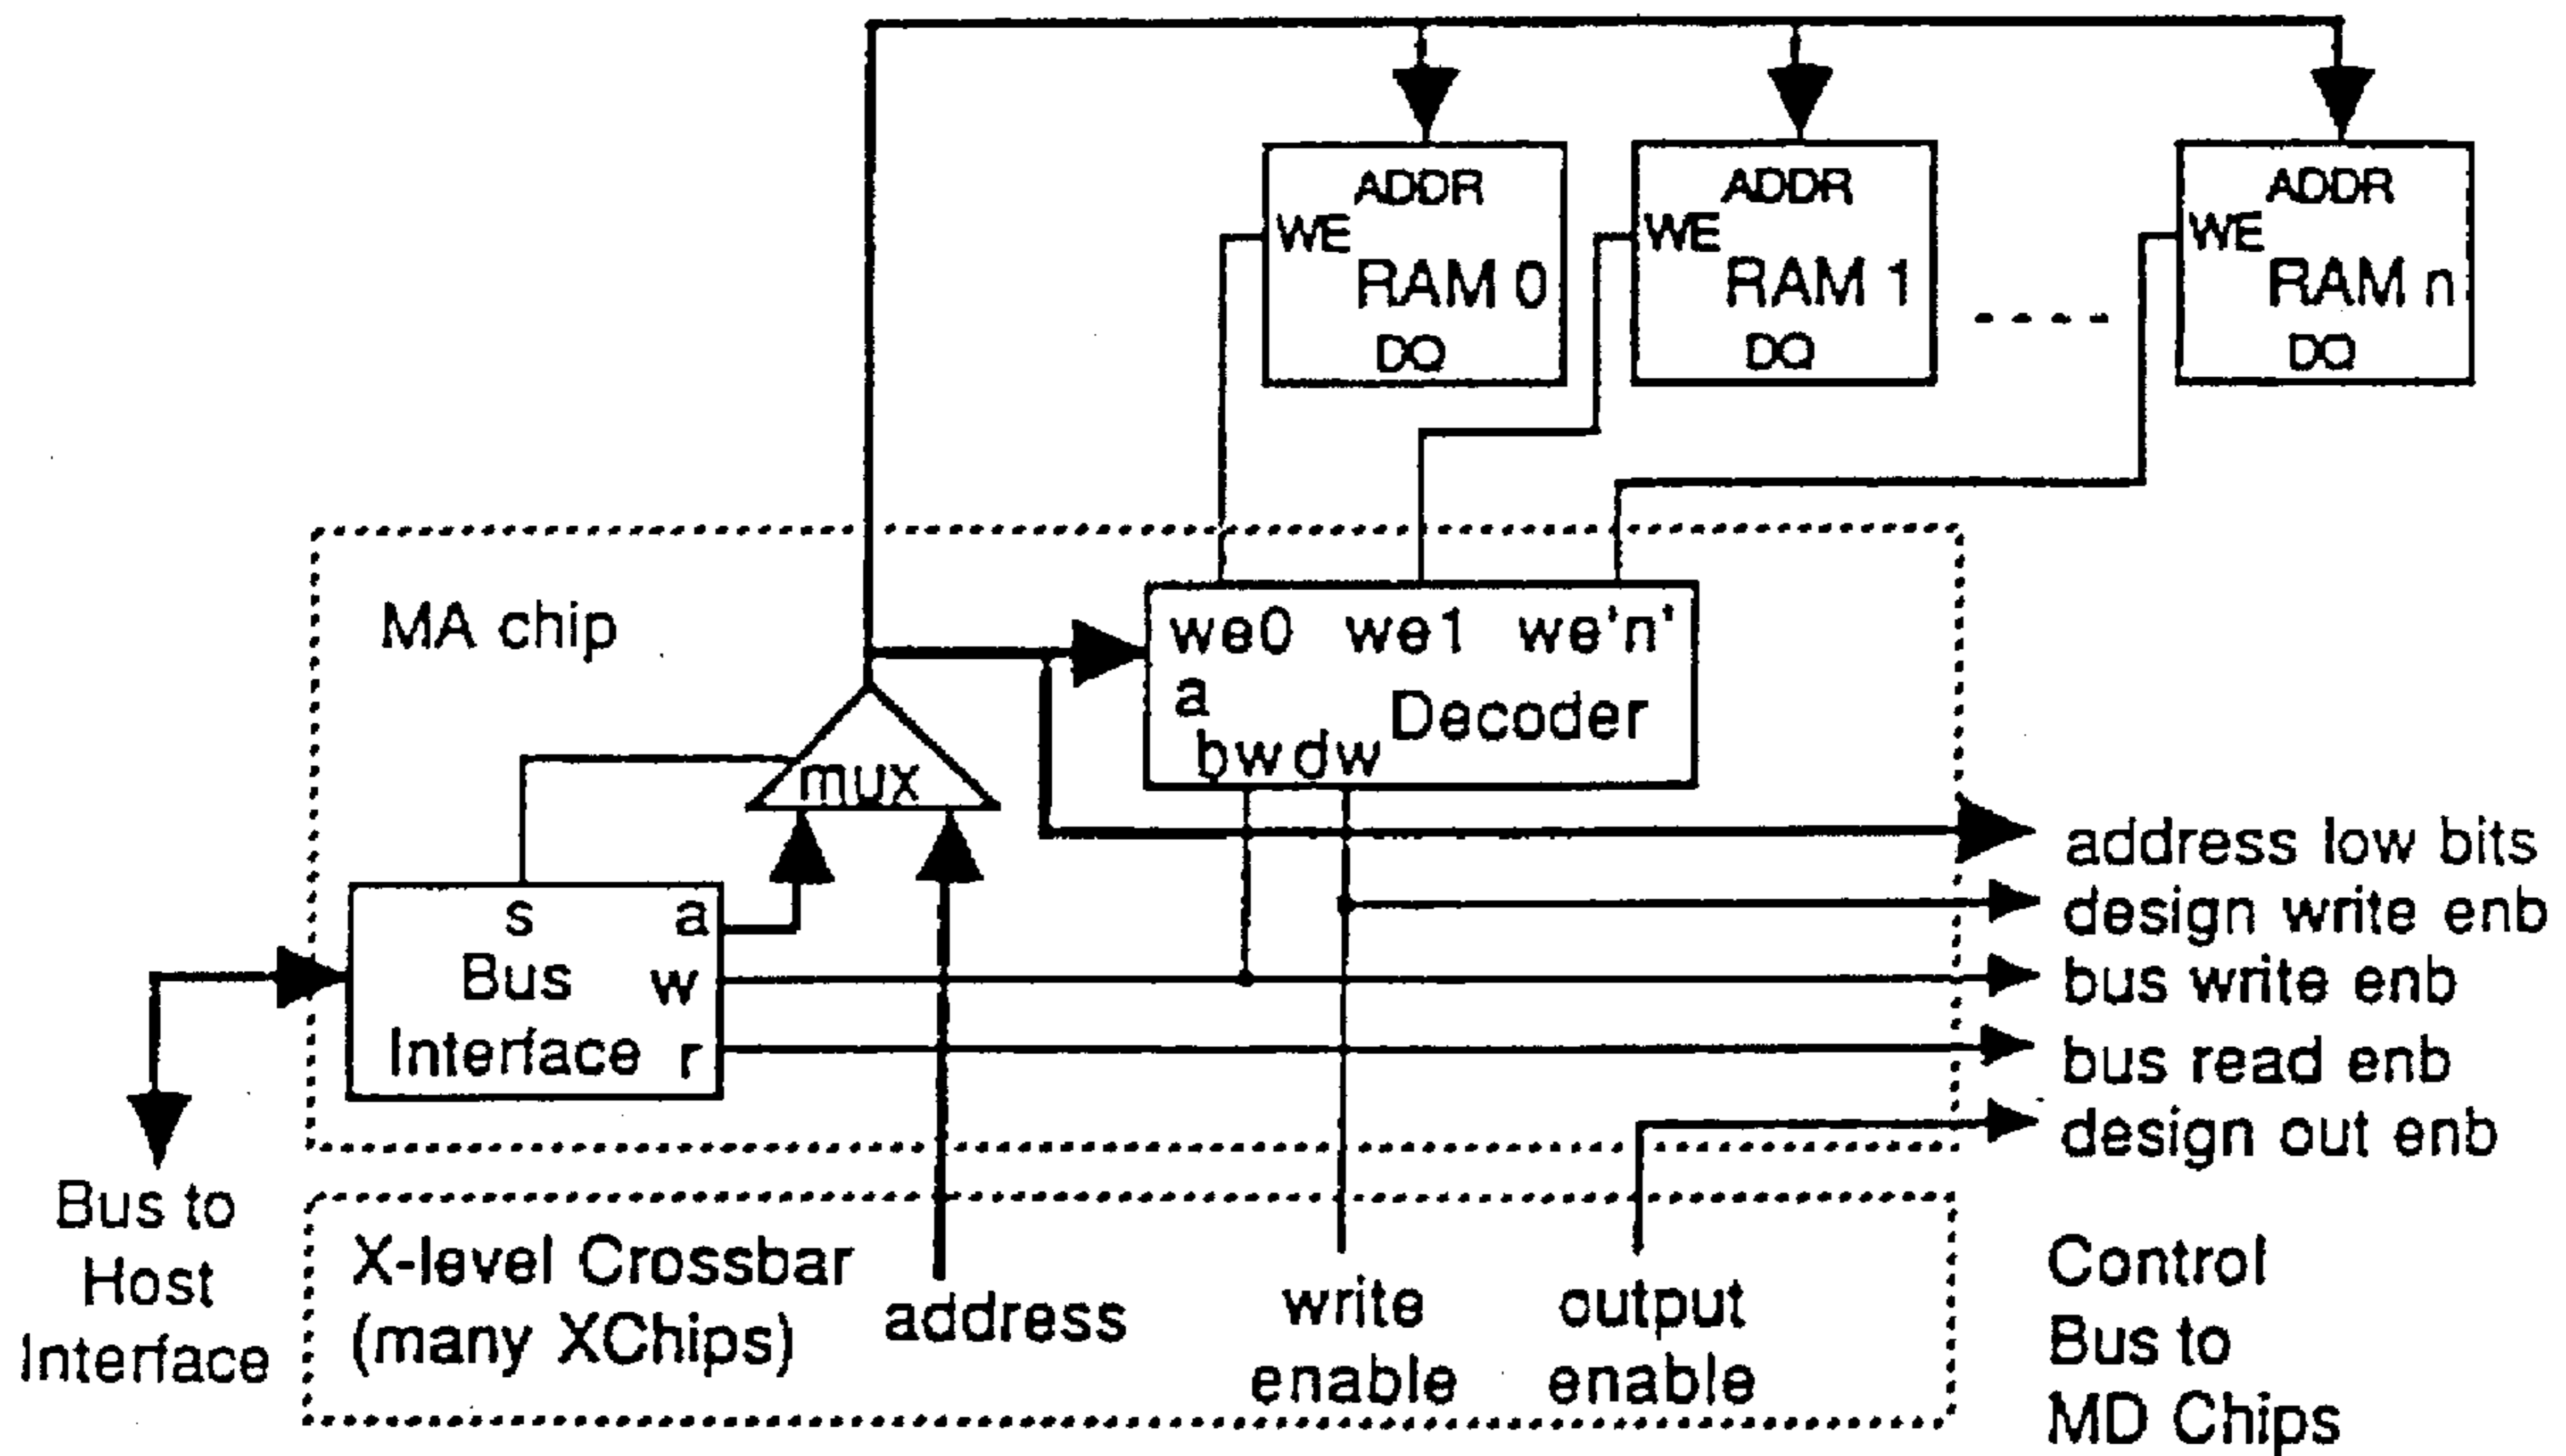 ADDR
WE
RAM 0
DQ
ADDR
WE
RAM 1
DQ
ADDR
WE
RAM n
DQ
MA chip
we0 we1 we'n'
a
Decoder
bw dw
mux
s a
Bus w
Interface r
address low bits
design write enb
bus write enb
bus read enb
design out enb
Bus to
Host
Interface
X-level Crossbar
(many XChips)
address
write
enable
output
enable
Control
Bus to
MD Chips